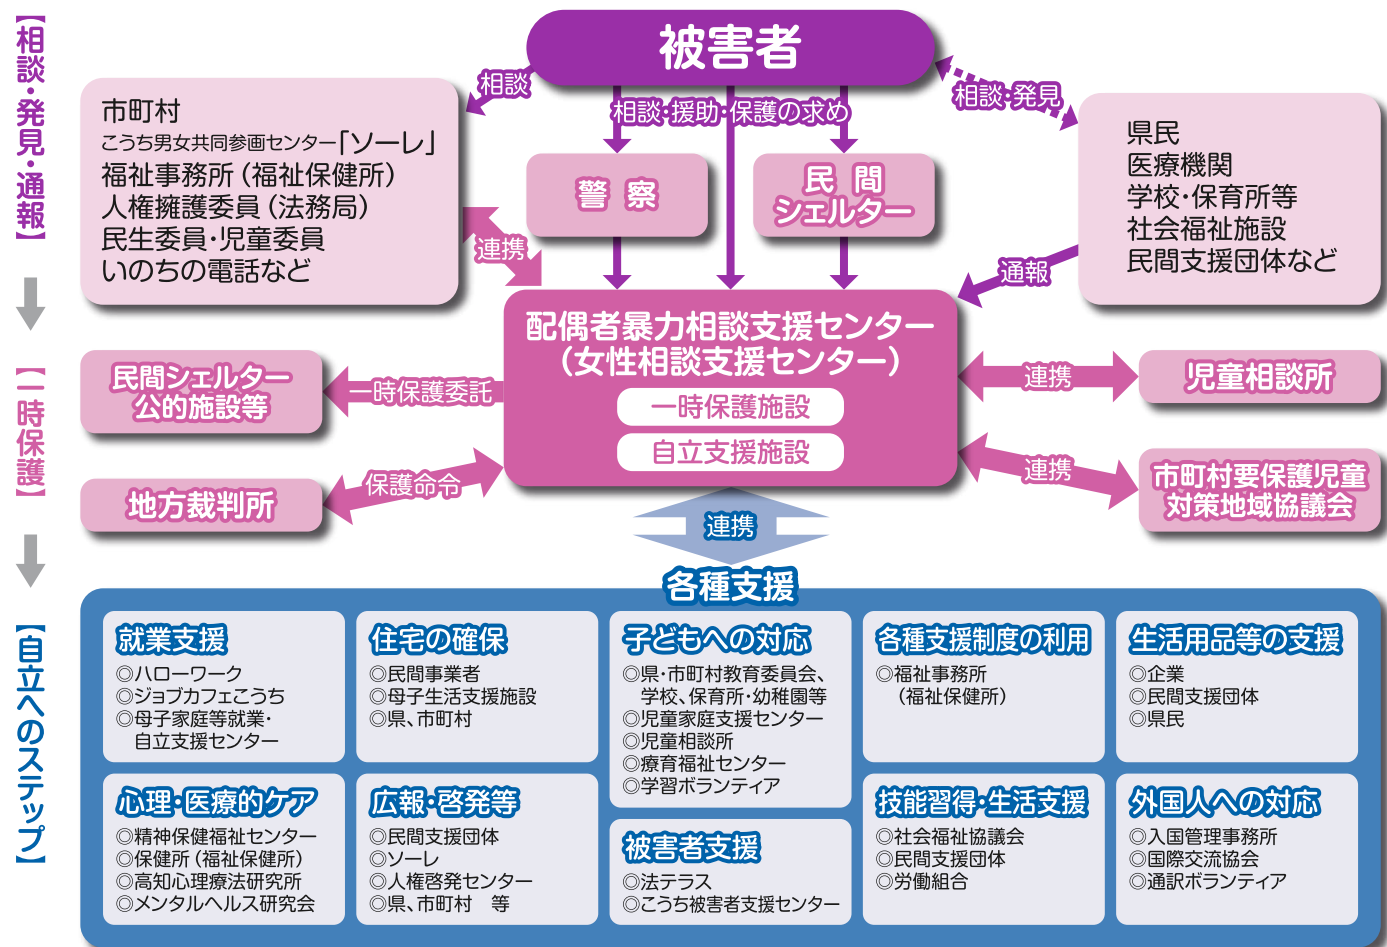 【相談・発見・通報】
被害者
相談
相談・援助・保護の求め
相談・発見
市町村
こうち男女共同参画センター「ソーレ」
福祉事務所（福祉保健所）
人権擁護委員（法務局）
民生委員・児童委員
いのちの電話など
警察
民間
シェルター
県民
医療機関
学校・保育所等
社会福祉施設
民間支援団体など
連携
通報
【一時保護】
配偶者暴力相談支援センター
（女性相談支援センター）
一時保護施設
自立支援施設
民間シェルター
公的施設等
一時保護委託
地方裁判所
保護命令
連携
児童相談所
連携
市町村要保護児童
対策地域協議会
連携
【自立へのステップ】
各種支援
就業支援
◎ハローワーク
◎ジョブカフェこうち
◎母子家庭等就業・
自立支援センター
住宅の確保
◎民間事業者
◎母子生活支援施設
◎県、市町村
子どもへの対応
◎県・市町村教育委員会、
学校、保育所・幼稚園等
◎児童家庭支援センター
◎児童相談所
◎療育福祉センター
◎学習ボランティア
各種支援制度の利用
◎福祉事務所
（福祉保健所）
生活用品等の支援
◎企業
◎民間支援団体
◎県民
心理・医療的ケア
◎精神保健福祉センター
◎保健所（福祉保健所）
◎高知心理療法研究所
◎メンタルヘルス研究会
広報・啓発等
◎民間支援団体
◎ソーレ
◎人権啓発センター
◎県、市町村　等
被害者支援
◎法テラス
◎こうち被害者支援センター
技能習得・生活支援
◎社会福祉協議会
◎民間支援団体
◎労働組合
外国人への対応
◎入国管理事務所
◎国際交流協会
◎通訳ボランティア